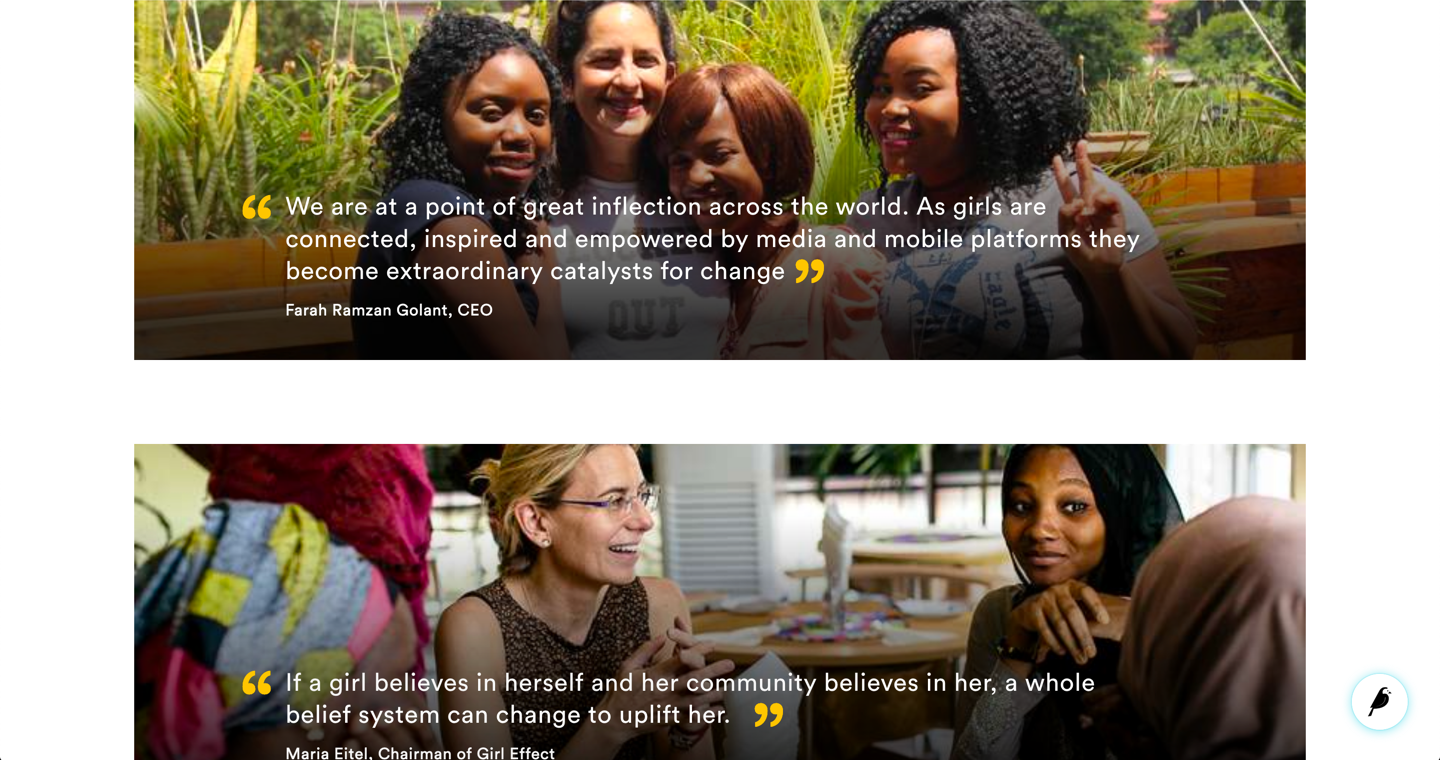 “ We are at a point of great inflection across the world. As girls are
connected, inspired and empowered by media and mobile platforms they
become extraordinary catalysts for change ”
Farah Ramzan Golant, CEO
OUT
“ If a girl believes in herself and her community believes in her, a whole
belief system can change to uplift her. ”
Maria Eitel, Chairman of Girl Effect